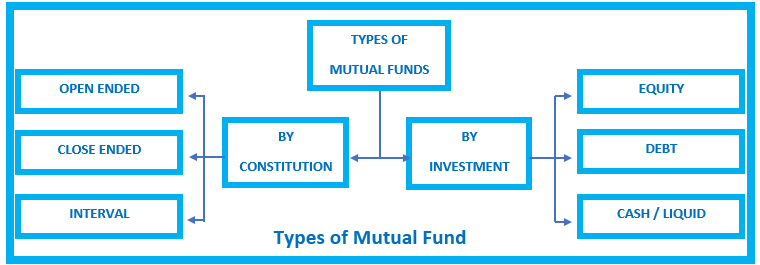 TYPES OF
MUTUAL FUNDS
OPEN ENDED
CLOSE ENDED
INTERVAL
BY
CONSTITUTION
BY
INVESTMENT
EQUITY
DEBT
CASH / LIQUID
Types of Mutual Fund